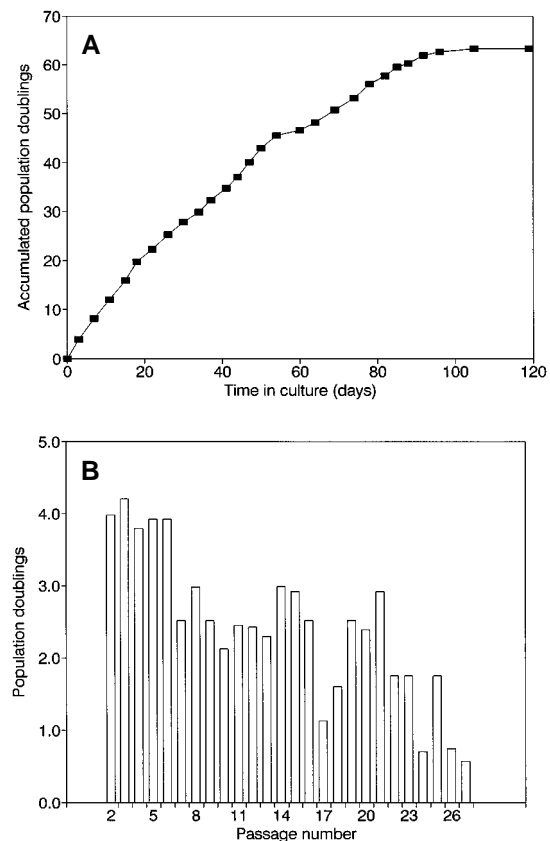 A
Accumulated population doublings
70
60
50
40
30
20
10
0
0 20 40 60 80 100 120
Time in culture (days)
B
Population doublings
5.0
4.0
3.0
2.0
1.0
0.0
2 5 8 11 14 17 20 23 26
Passage number